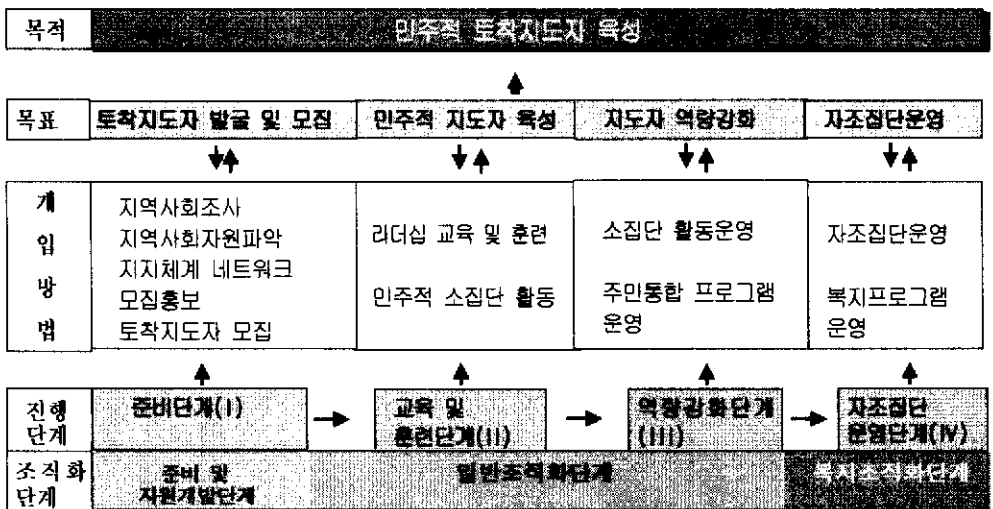 목적 민주적 토착지도자 육성
목표 토착지도자 발굴 및 모집 민주적 지도자 육성 지도자 역량강화 자조집단운영
개입방법
지역사회조사
지역사회자원파악
지지체계 네트워크
모집홍보
토착지도자 모집
리더십 교육 및 훈련
민주적 소집단 활동
소집단 활동운영
주민통합 프로그램
운영
자조집단운영
복지프로그램
운영
진행
단계
준비단계(I)
교육 및
훈련단계(II)
역량강화단계
(III)
자조집단
운영단계(IV)
조직화
단계
준비 및
자원개발단계
일반조직화단계
복지조직화단계